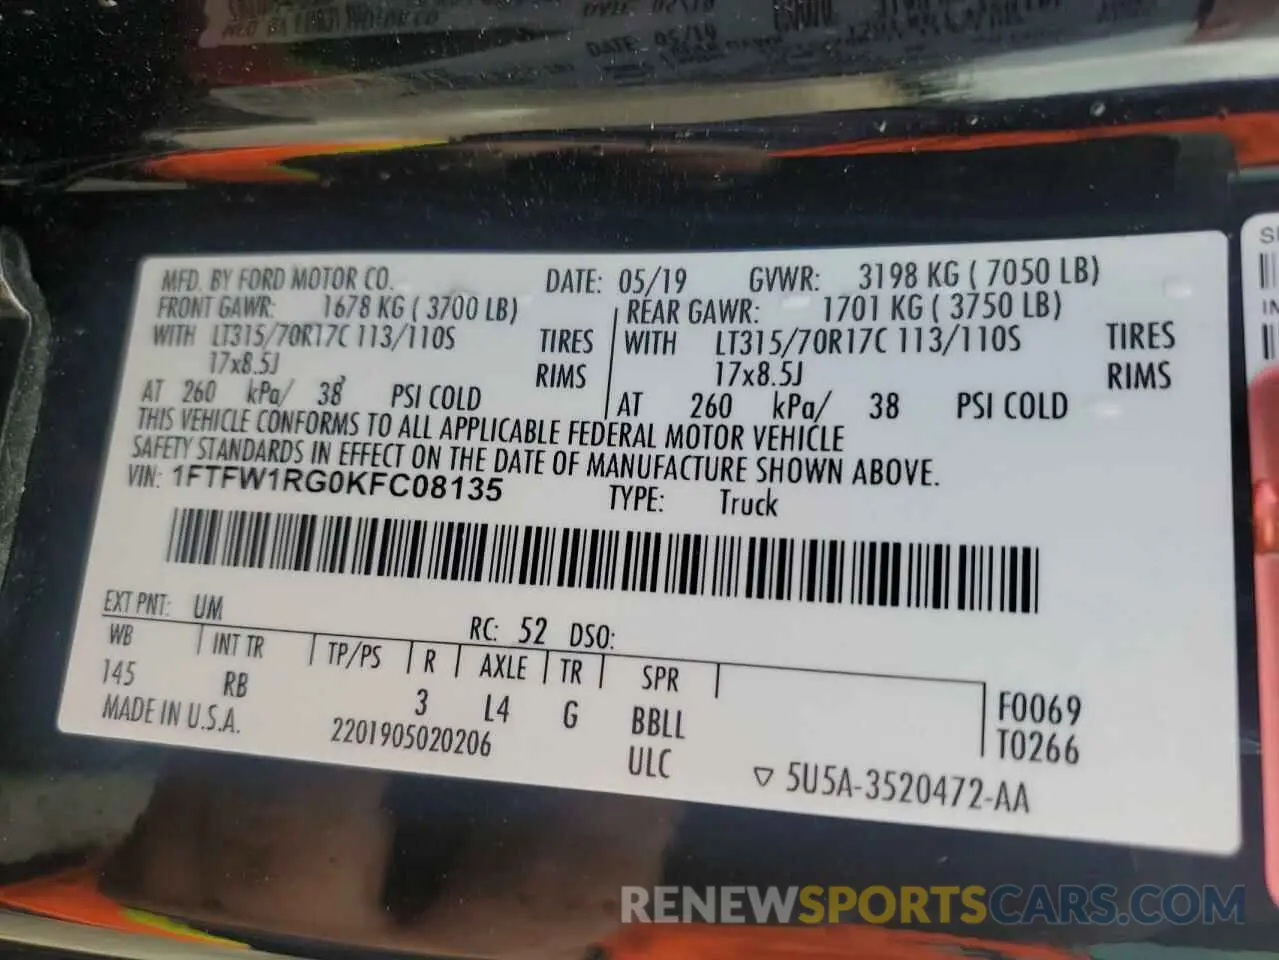 MFD. BY FORD MOTOR CO. DATE: 05/19 GVWR: 3198 KG ( 7050 LB)
FRONT GAWR: 1678 KG ( 3700 LB) REAR GAWR: 1701 KG ( 3750 LB)
WITH LT315/70R17C 113/110S TIRES WITH LT315/70R17C 113/110S TIRES
17x8.5J RIMS 17x8.5J RIMS
AT 260 kPa/ 38 PSI COLD AT 260 kPa/ 38 PSI COLD
THIS VEHICLE CONFORMS TO ALL APPLICABLE FEDERAL MOTOR VEHICLE
SAFETY STANDARDS IN EFFECT ON THE DATE OF MANUFACTURE SHOWN ABOVE.
VIN: 1FTFW1RG0KFC08135 TYPE: Truck
EXT PNT: UM RC: 52 DSO:
WB INT TR TP/PS R AXLE TR SPR
145 RB 3 L4 G BBLL F0069
MADE IN U.S.A. 2201905020206 ULC T0266
▽ 5U5A-3520472-AA
RENEWSPORTSCARS.COM